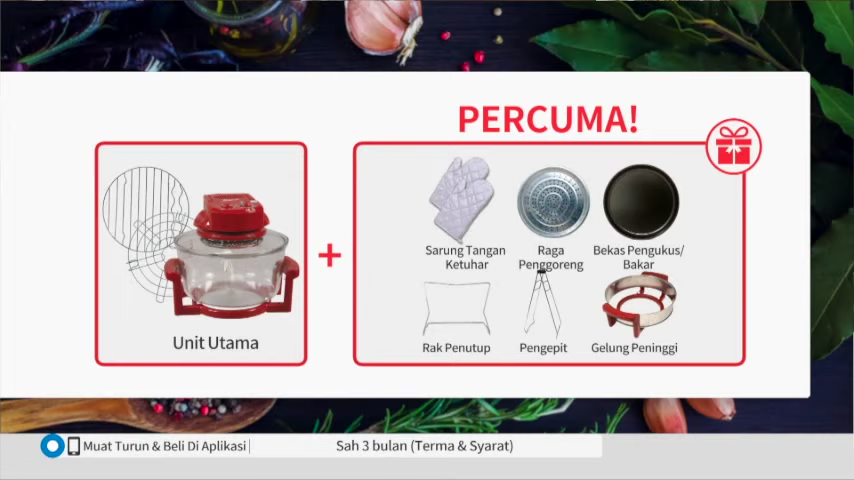 PERCUMA!
Unit Utama
+
Sarung Tangan
Ketuhar
Raga
Penggoreng
Bekas Pengukus/
Bakar
Rak Penutup
Pengepit
Gelung Peninggi
Muat Turun & Beli Di Aplikasi
Sah 3 bulan (Terma & Syarat)